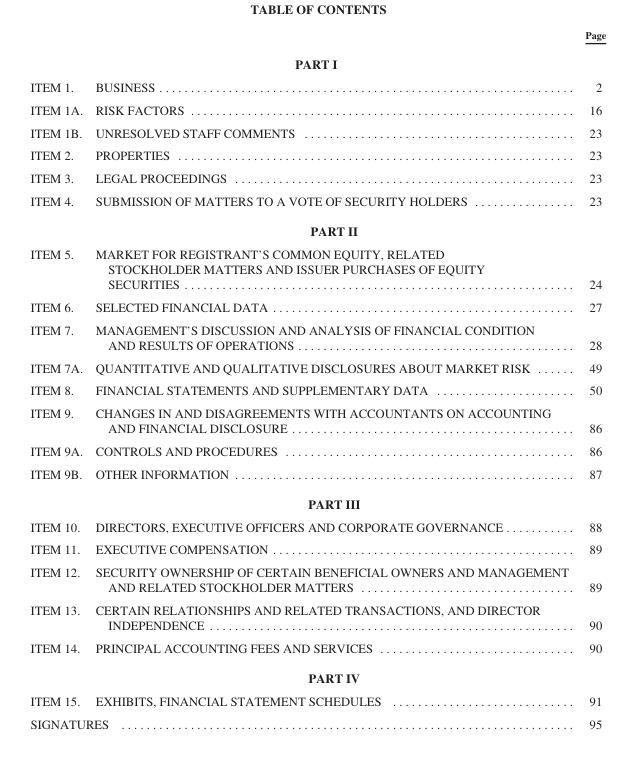 TABLE OF CONTENTS
Page
PART I
ITEM 1. BUSINESS . . . . . . . . . . . . . . . . . . . . . . . . . . . . . . 2
ITEM 1A. RISK FACTORS . . . . . . . . . . . . . . . . . . . . . . . . . . . . . . 16
ITEM 1B. UNRESOLVED STAFF COMMENTS . . . . . . . . . . . . . . . . . . . . 23
ITEM 2. PROPERTIES . . . . . . . . . . . . . . . . . . . . . . . . . . . . . . 23
ITEM 3. LEGAL PROCEEDINGS . . . . . . . . . . . . . . . . . . . . . . . . . 23
ITEM 4. SUBMISSION OF MATTERS TO A VOTE OF SECURITY HOLDERS . . . . . . . . . . . . . . . . 23
PART II
ITEM 5. MARKET FOR REGISTRANT'S COMMON EQUITY, RELATED
STOCKHOLDER MATTERS AND ISSUER PURCHASES OF EQUITY
SECURITIES . . . . . . . . . . . . . . . . . . . . . . . . . . . . . . 24
ITEM 6. SELECTED FINANCIAL DATA . . . . . . . . . . . . . . . . . . . . . . . . . 27
ITEM 7. MANAGEMENT'S DISCUSSION AND ANALYSIS OF FINANCIAL CONDITION
AND RESULTS OF OPERATIONS . . . . . . . . . . . . . . . . . . . . . . . . . 28
ITEM 7A. QUANTITATIVE AND QUALITATIVE DISCLOSURES ABOUT MARKET RISK . . . . . . 49
ITEM 8. FINANCIAL STATEMENTS AND SUPPLEMENTARY DATA . . . . . . . . . . . . . . . . . . . . 50
ITEM 9. CHANGES IN AND DISAGREEMENTS WITH ACCOUNTANTS ON ACCOUNTING
AND FINANCIAL DISCLOSURE . . . . . . . . . . . . . . . . . . . . . . . . . 86
ITEM 9A. CONTROLS AND PROCEDURES . . . . . . . . . . . . . . . . . . . . . . . . . 86
ITEM 9B. OTHER INFORMATION . . . . . . . . . . . . . . . . . . . . . . . . . 87
PART III
ITEM 10. DIRECTORS, EXECUTIVE OFFICERS AND CORPORATE GOVERNANCE . . . . . . . . . . . 88
ITEM 11. EXECUTIVE COMPENSATION . . . . . . . . . . . . . . . . . . . . . . . . . 89
ITEM 12. SECURITY OWNERSHIP OF CERTAIN BENEFICIAL OWNERS AND MANAGEMENT
AND RELATED STOCKHOLDER MATTERS . . . . . . . . . . . . . . . . . . . . . . . . . 89
ITEM 13. CERTAIN RELATIONSHIPS AND RELATED TRANSACTIONS, AND DIRECTOR
INDEPENDENCE . . . . . . . . . . . . . . . . . . . . . . . . . . . . . . 90
ITEM 14. PRINCIPAL ACCOUNTING FEES AND SERVICES . . . . . . . . . . . . . . . . . . . . . . . . . 90
PART IV
ITEM 15. EXHIBITS, FINANCIAL STATEMENT SCHEDULES . . . . . . . . . . . . . . . . . . . . . . . . . 91
SIGNATURES . . . . . . . . . . . . . . . . . . . . . . . . . . . . . . 95